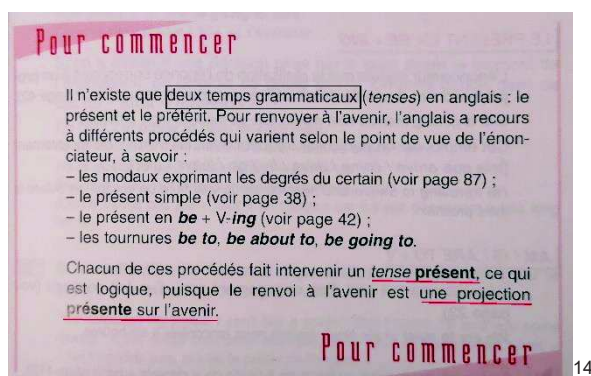 Pour commencer
Il n'existe que deux temps grammaticaux (tenses) en anglais : le
présent et le prétérit. Pour renvoyer à l'avenir, l'anglais a recours
à différents procédés qui varient selon le point de vue de l'énon-
ciateur, à savoir :
– les modaux exprimant les degrés du certain (voir page 87) ;
– le présent simple (voir page 38) ;
– le présent en be + V-ing (voir page 42) ;
– les tournures be to, be about to, be going to.
Chacun de ces procédés fait intervenir un tense présent, ce qui
est logique, puisque le renvoi à l'avenir est une projection
présente sur l'avenir.
Pour commencer
14